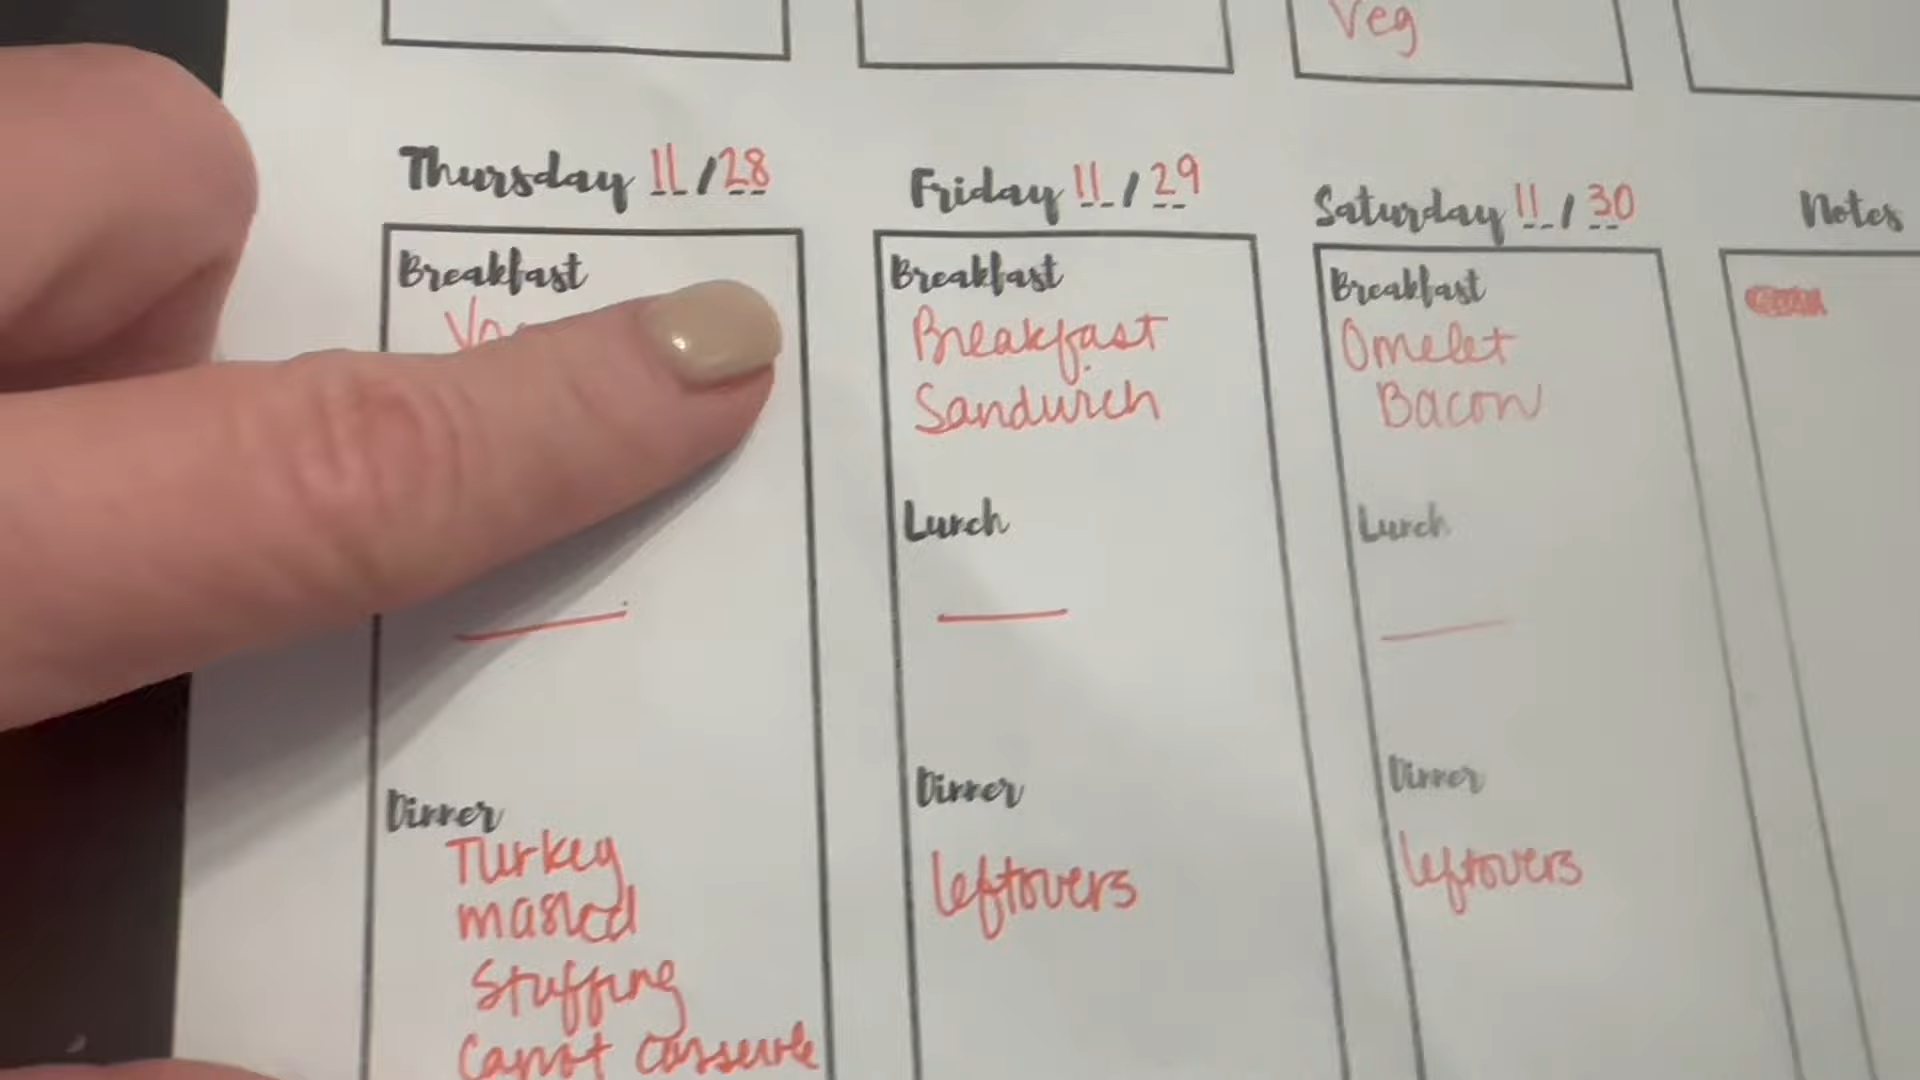 Veg
Thursday 11/28
Breakfast
Dinner
Turkey
mashed
Stuffing
Carrot Casserole
Friday 11/29
Breakfast
Breakfast
Sandwich
Lunch
Dinner
leftovers
Saturday 11/30
Breakfast
Omelet
Bacon
Lunch
Dinner
leftovers
Notes